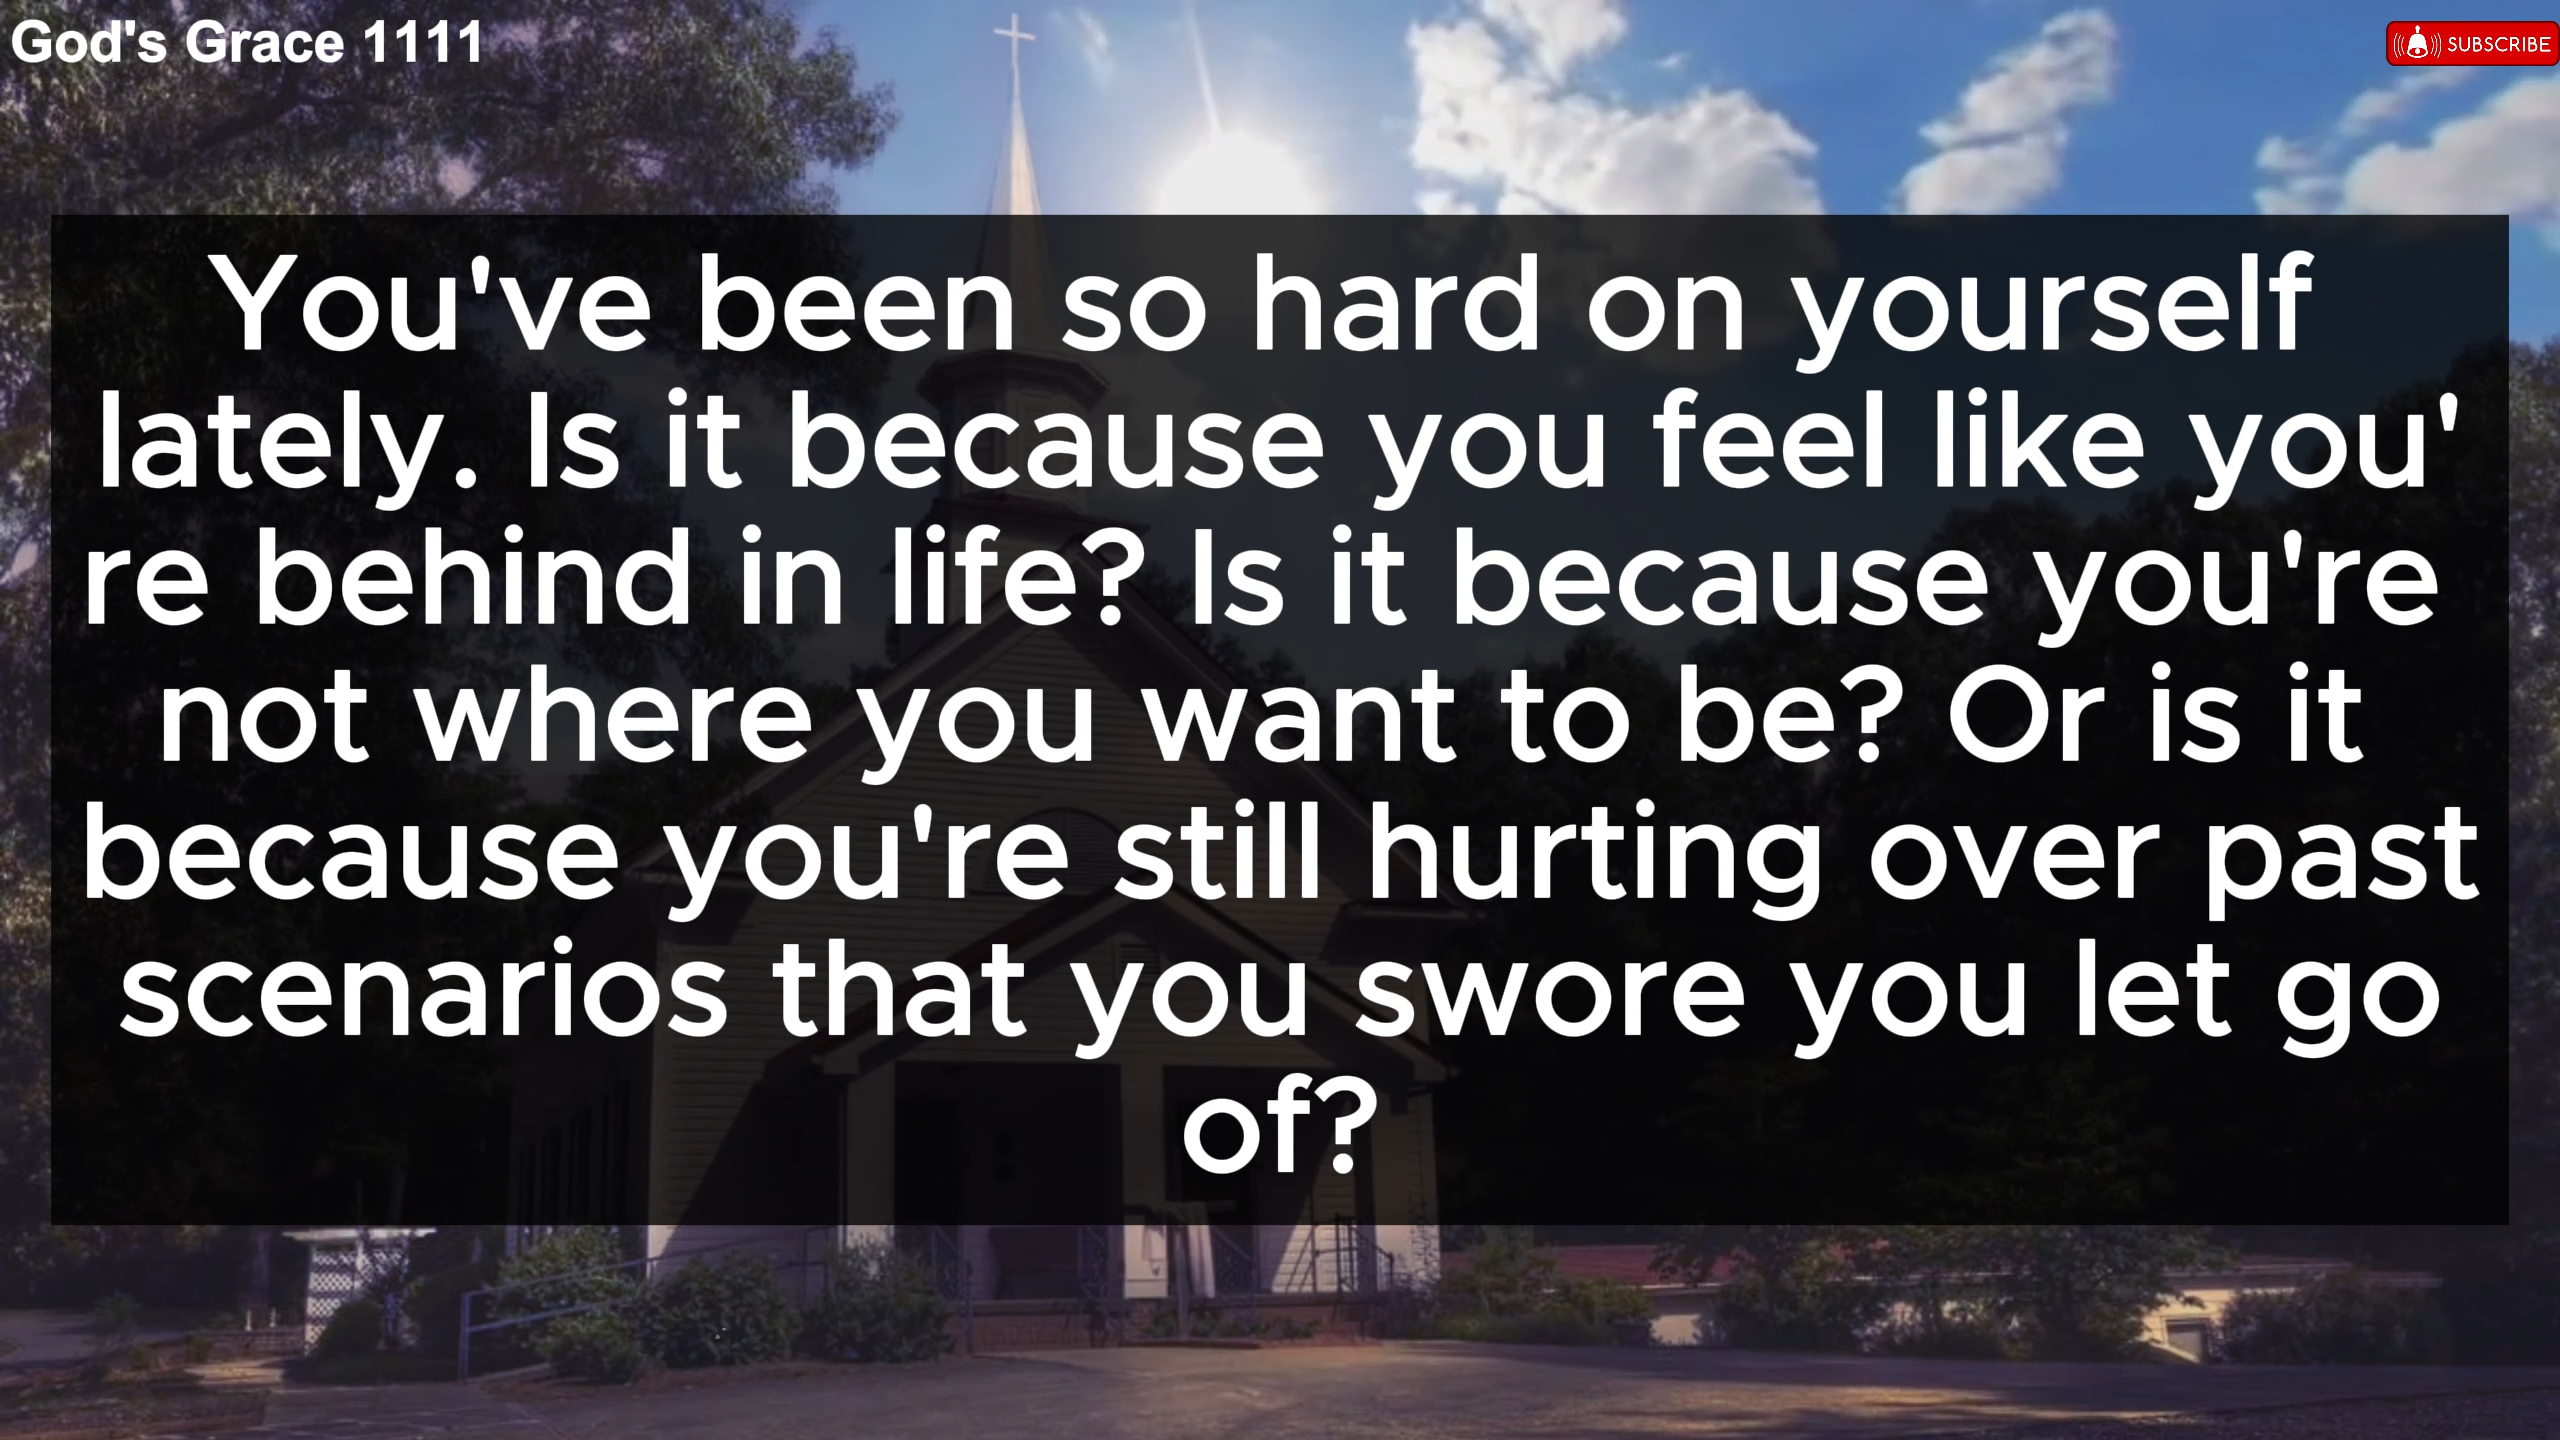 God's Grace 1111
SUBSCRIBE
You've been so hard on yourself
lately. Is it because you feel like you'
re behind in life? Is it because you're
not where you want to be? Or is it
because you're still hurting over past
scenarios that you swore you let go
of?